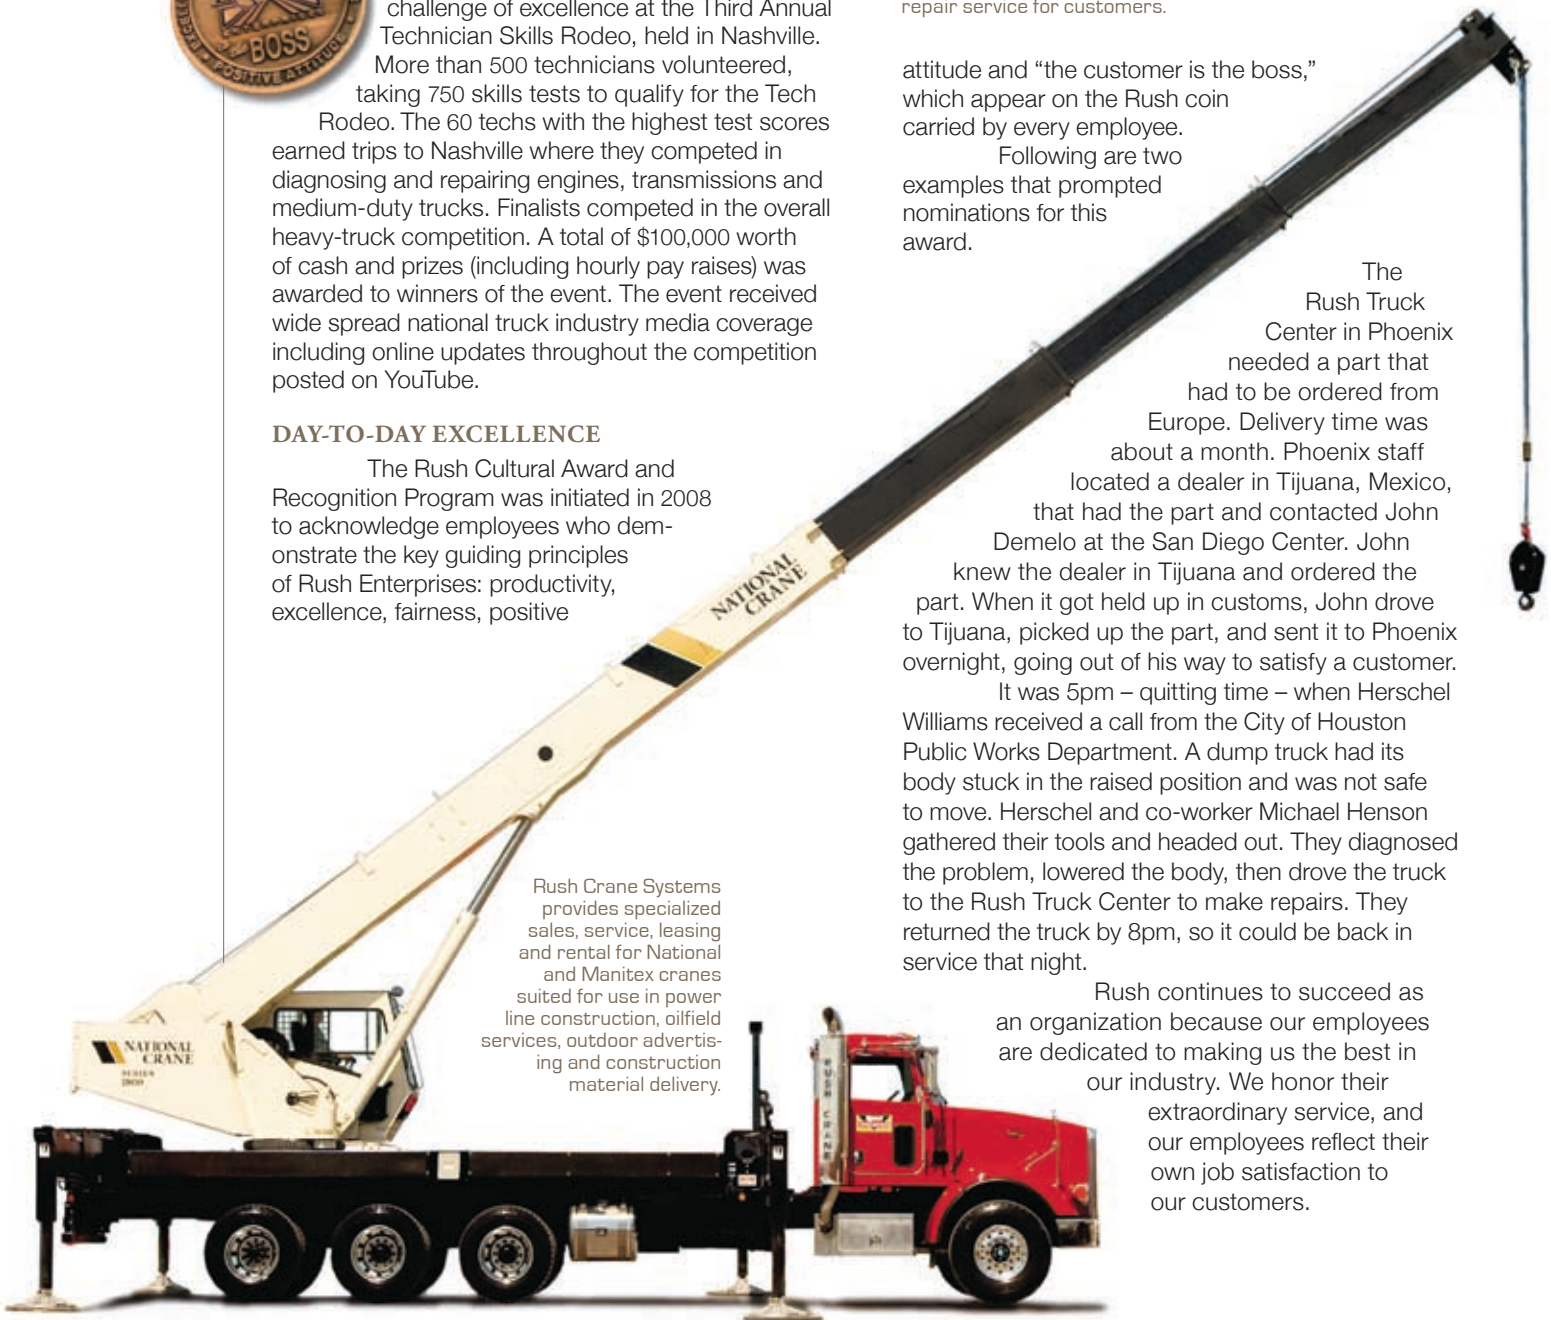 BOSS
POSITIVE ATTITUDE
challenge of excellence at the Third Annual
Technician Skills Rodeo, held in Nashville.
More than 500 technicians volunteered,
taking 750 skills tests to qualify for the Tech
Rodeo. The 60 techs with the highest test scores
earned trips to Nashville where they competed in
diagnosing and repairing engines, transmissions and
medium-duty trucks. Finalists competed in the overall
heavy-truck competition. A total of $100,000 worth
of cash and prizes (including hourly pay raises) was
awarded to winners of the event. The event received
wide spread national truck industry media coverage
including online updates throughout the competition
posted on YouTube.
DAY-TO-DAY EXCELLENCE
The Rush Cultural Award and
Recognition Program was initiated in 2008
to acknowledge employees who dem-
onstrate the key guiding principles
of Rush Enterprises: productivity,
excellence, fairness, positive
repair service for customers.
attitude and “the customer is the boss,”
which appear on the Rush coin
carried by every employee.
Following are two
examples that prompted
nominations for this
award.
The
Rush Truck
Center in Phoenix
needed a part that
had to be ordered from
Europe. Delivery time was
about a month. Phoenix staff
located a dealer in Tijuana, Mexico,
that had the part and contacted John
Demelo at the San Diego Center. John
knew the dealer in Tijuana and ordered the
part. When it got held up in customs, John drove
to Tijuana, picked up the part, and sent it to Phoenix
overnight, going out of his way to satisfy a customer.
It was 5pm – quitting time – when Herschel
Williams received a call from the City of Houston
Public Works Department. A dump truck had its
body stuck in the raised position and was not safe
to move. Herschel and co-worker Michael Henson
gathered their tools and headed out. They diagnosed
the problem, lowered the body, then drove the truck
to the Rush Truck Center to make repairs. They
returned the truck by 8pm, so it could be back in
service that night.
Rush continues to succeed as
an organization because our employees
are dedicated to making us the best in
our industry. We honor their
extraordinary service, and
our employees reflect their
own job satisfaction to
our customers.
NATIONAL
CRANE
Rush Crane Systems
provides specialized
sales, service, leasing
and rental for National
and Manitex cranes
suited for use in power
line construction, oilfield
services, outdoor advertis-
ing and construction
material delivery.
NATIONAL
CRANE
SERIES
RUSH CRANE